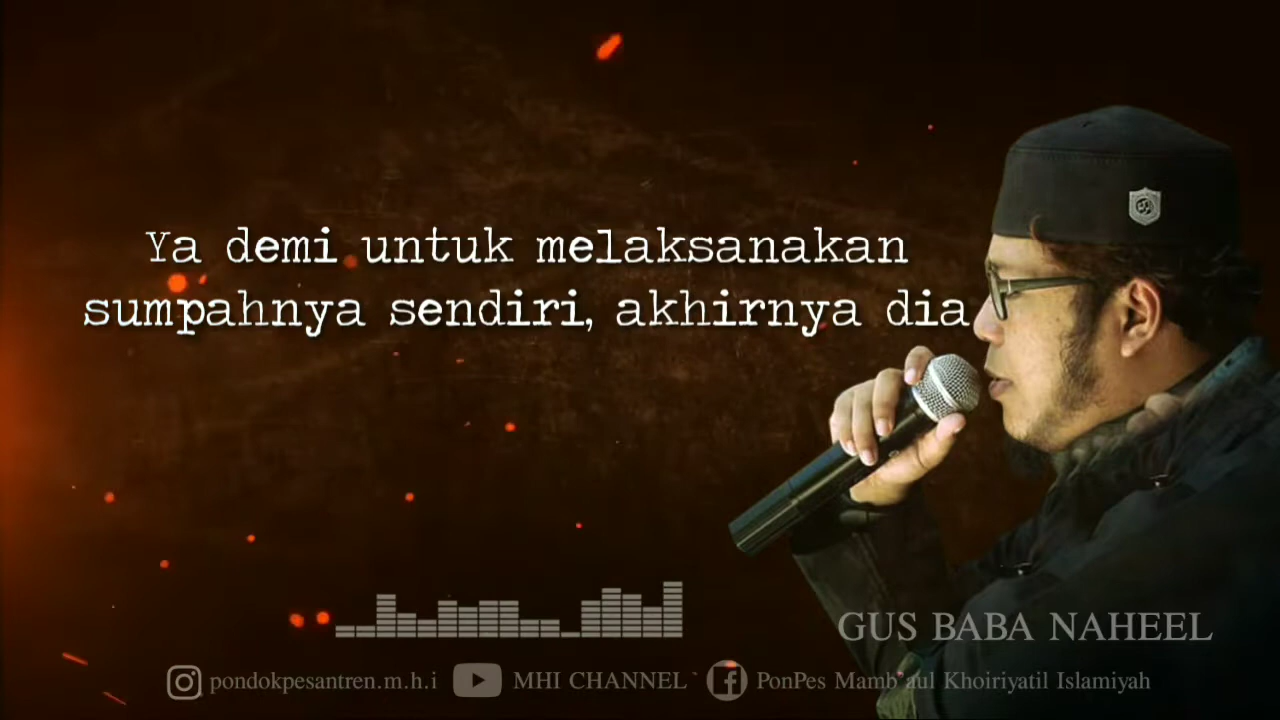 Ya demi untuk melaksanakan
sumpahnya sendiri, akhirnya dia
GUS BABA NAHEEL
pondokpesantren.m.h.i MHI CHANNEL PonPes Mamb`aul Khoiriyatil Islamiyah